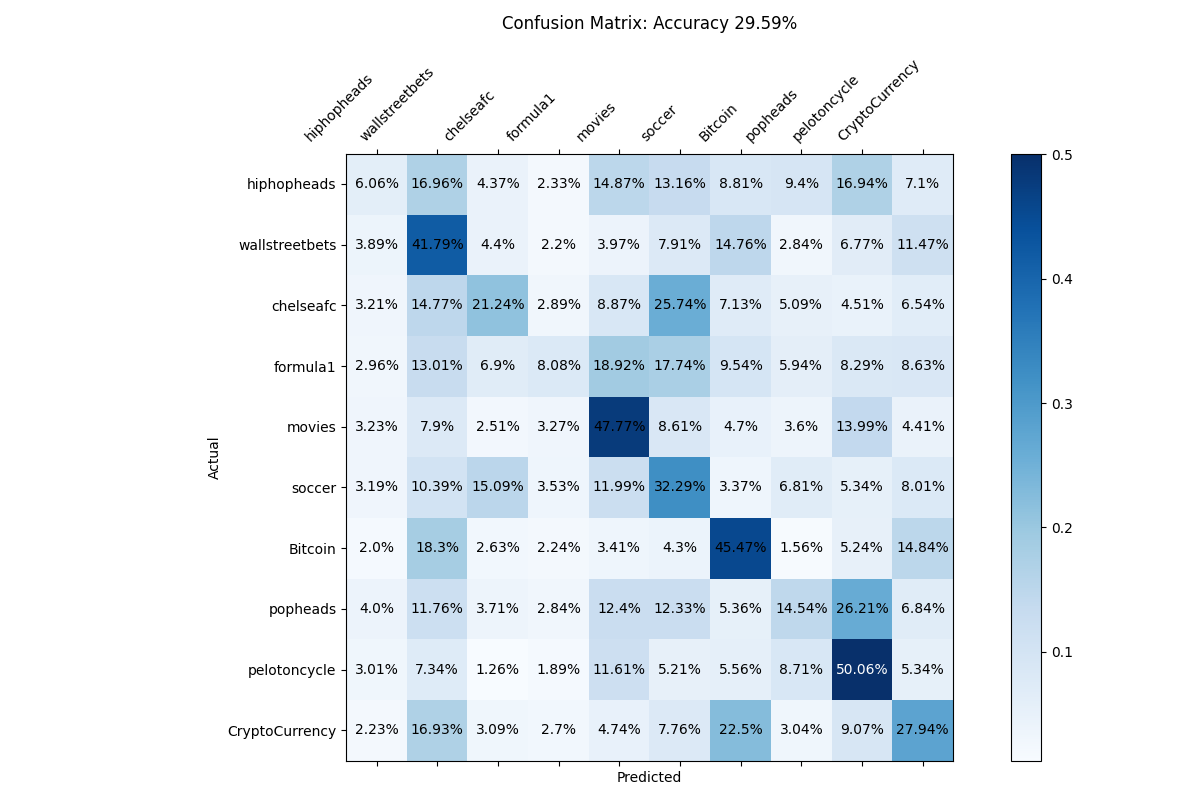 Confusion Matrix: Accuracy 29.59%
hiphopheads wallstreetbets chelseafc formula1 movies soccer Bitcoin popheads pelotoncycle CryptoCurrency
hiphopheads 6.06% 16.96% 4.37% 2.33% 14.87% 13.16% 8.81% 9.4% 16.94% 7.1%
wallstreetbets 3.89% 41.79% 4.4% 2.2% 3.97% 7.91% 14.76% 2.84% 6.77% 11.47%
chelseafc 3.21% 14.77% 21.24% 2.89% 8.87% 25.74% 7.13% 5.09% 4.51% 6.54%
formula1 2.96% 13.01% 6.9% 8.08% 18.92% 17.74% 9.54% 5.94% 8.29% 8.63%
movies 3.23% 7.9% 2.51% 3.27% 47.77% 8.61% 4.7% 3.6% 13.99% 4.41%
soccer 3.19% 10.39% 15.09% 3.53% 11.99% 32.29% 3.37% 6.81% 5.34% 8.01%
Bitcoin 2.0% 18.3% 2.63% 2.24% 3.41% 4.3% 45.47% 1.56% 5.24% 14.84%
popheads 4.0% 11.76% 3.71% 2.84% 12.4% 12.33% 5.36% 14.54% 26.21% 6.84%
pelotoncycle 3.01% 7.34% 1.26% 1.89% 11.61% 5.21% 5.56% 8.71% 50.06% 5.34%
CryptoCurrency 2.23% 16.93% 3.09% 2.7% 4.74% 7.76% 22.5% 3.04% 9.07% 27.94%
Actual
Predicted
0.5
0.4
0.3
0.2
0.1